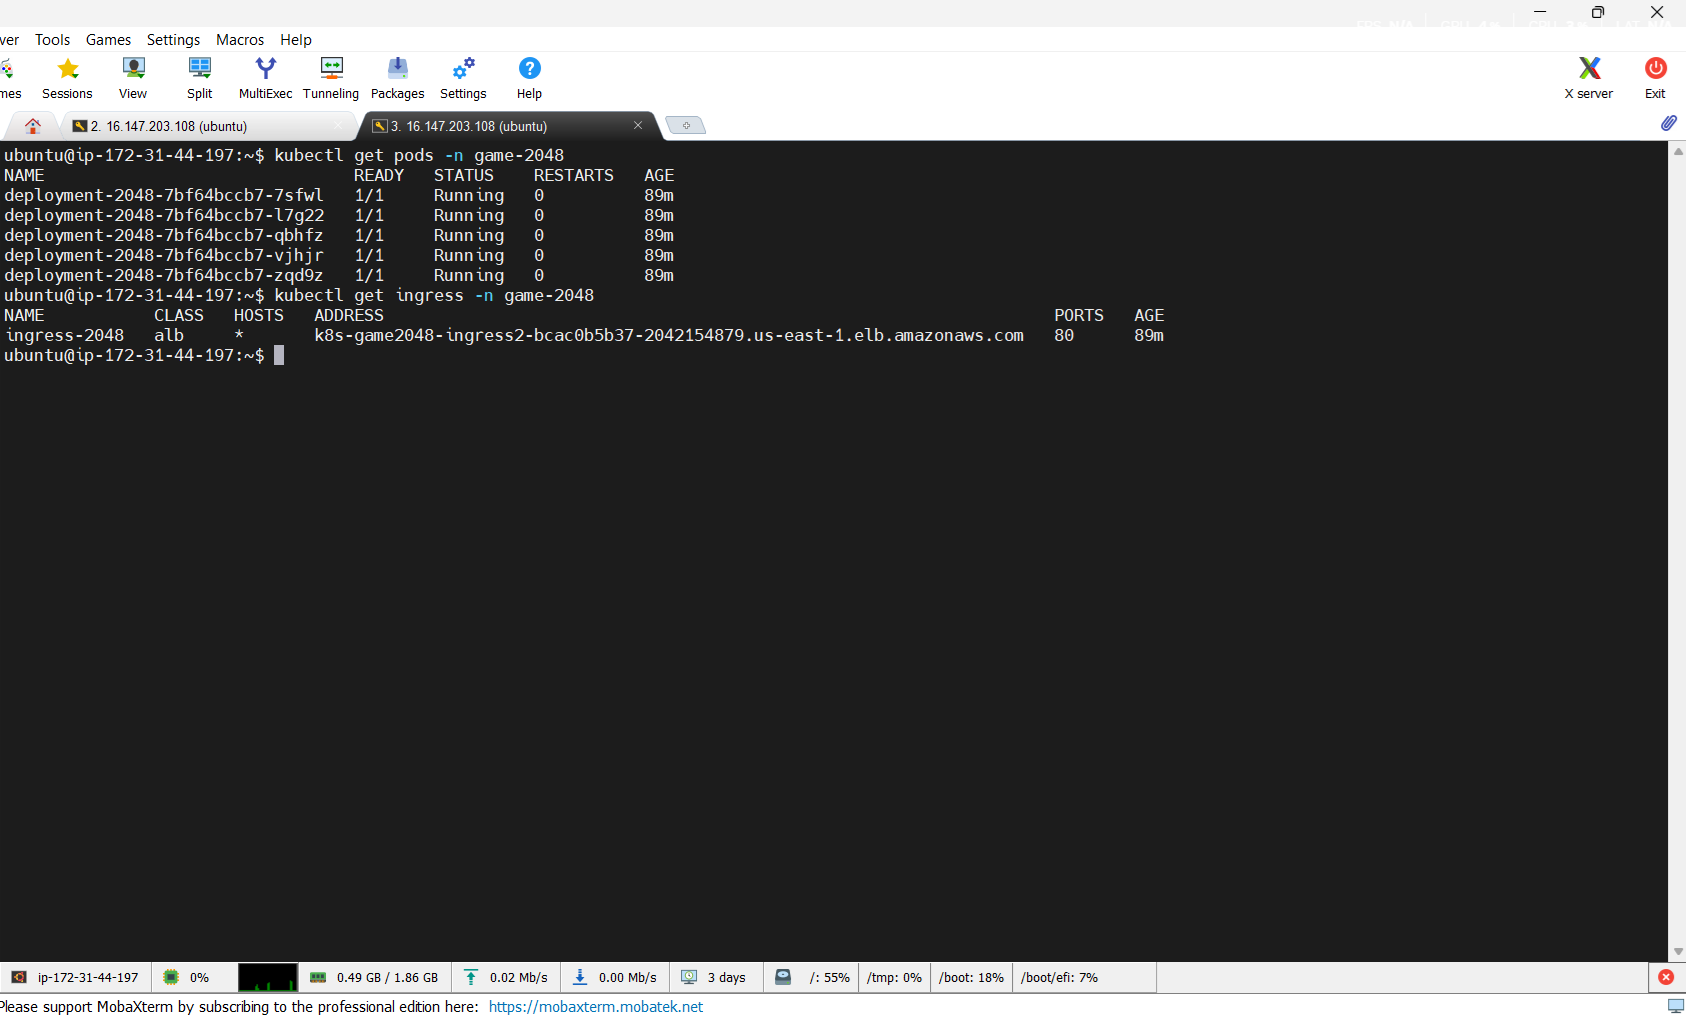 ver Tools Games Settings Macros Help
mes Sessions View Split MultiExec Tunneling Packages Settings Help X server Exit
2. 16.147.203.108 (ubuntu) 3. 16.147.203.108 (ubuntu)
ubuntu@ip-172-31-44-197:~$ kubectl get pods -n game-2048
NAME READY STATUS RESTARTS AGE
deployment-2048-7bf64bccb7-7sfwl 1/1 Running 0 89m
deployment-2048-7bf64bccb7-l7g22 1/1 Running 0 89m
deployment-2048-7bf64bccb7-qbhfz 1/1 Running 0 89m
deployment-2048-7bf64bccb7-vjhjr 1/1 Running 0 89m
deployment-2048-7bf64bccb7-zqd9z 1/1 Running 0 89m
ubuntu@ip-172-31-44-197:~$ kubectl get ingress -n game-2048
NAME CLASS HOSTS ADDRESS PORTS AGE
ingress-2048 alb * k8s-game2048-ingress2-bcac0b5b37-2042154879.us-east-1.elb.amazonaws.com 80 89m
ubuntu@ip-172-31-44-197:~$
ip-172-31-44-197 0% 0.49 GB / 1.86 GB 0.02 Mb/s 0.00 Mb/s 3 days /: 55% /tmp: 0% /boot: 18% /boot/efi: 7%
Please support MobaXterm by subscribing to the professional edition here: https://mobaxterm.mobatek.net